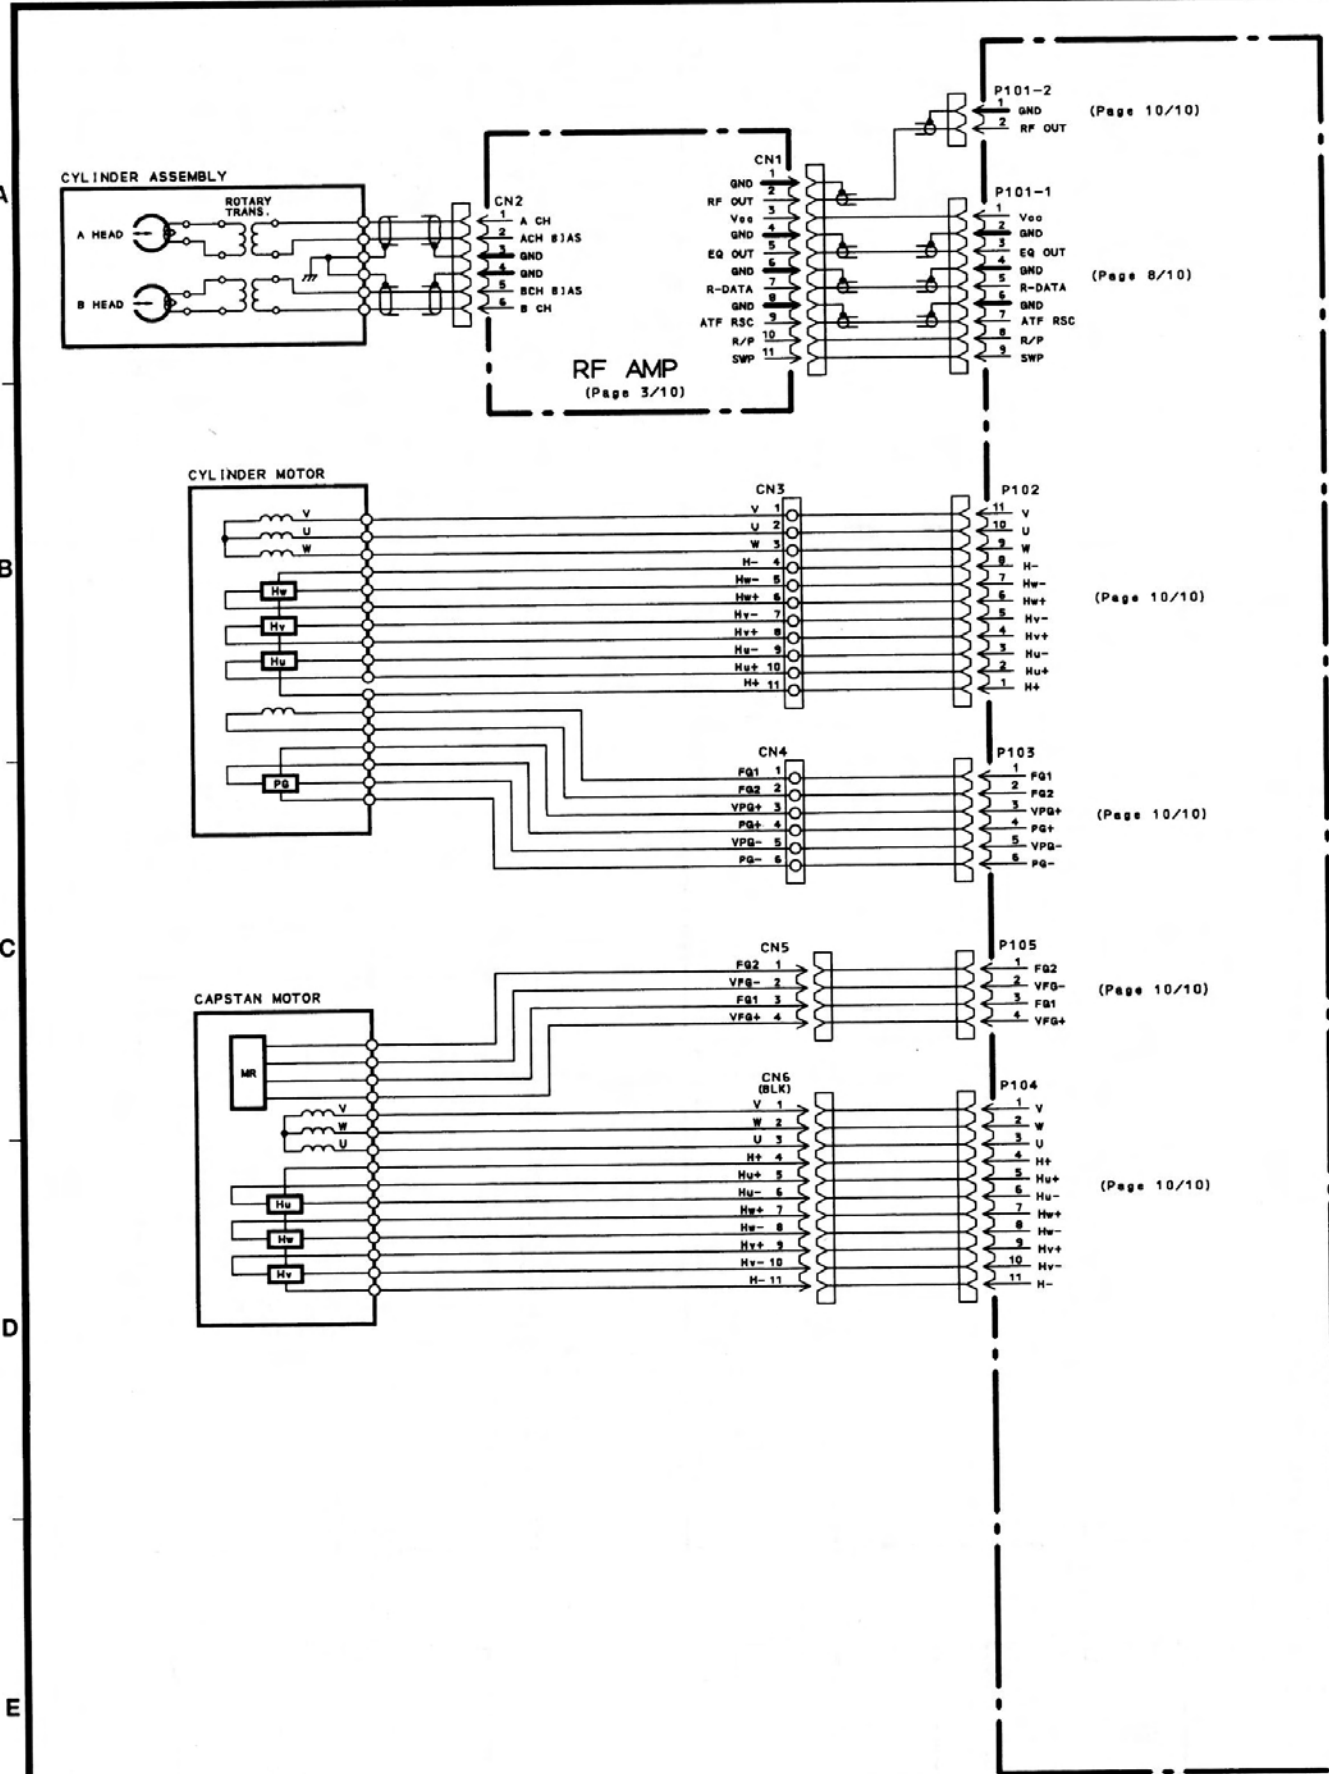 P101-2
1 GND (Page 10/10)
2 RF OUT
CYLINDER ASSEMBLY
ROTARY
TRANS.
A HEAD
B HEAD
CN2
1 A CH
2 ACH BIAS
3 GND
4 GND
5 BCH BIAS
6 B CH
CN1
GND 1
RF OUT 2
Vcc 3
GND 4
EQ OUT 5
GND 6
R-DATA 7
GND 8
ATF RSC 9
R/P 10
SWP 11
RF AMP
(Page 3/10)
P101-1
1 Vcc
2 GND
3 EQ OUT
4 GND
5 R-DATA
6 GND
7 ATF RSC
8 R/P
9 SWP
(Page 8/10)
A
CYLINDER MOTOR
V
U
W
Hw
Hv
Hu
PG
CN3
V 1
U 2
W 3
H- 4
Hw- 5
Hw+ 6
Hv- 7
Hv+ 8
Hu- 9
Hu+ 10
H+ 11
P102
11 V
10 U
9 W
8 H-
7 Hw-
6 Hw+
5 Hv-
4 Hv+
3 Hu-
2 Hu+
1 H+
(Page 10/10)
B
CN4
FG1 1
FG2 2
VPG+ 3
PG+ 4
VPG- 5
PG- 6
P103
1 FG1
2 FG2
3 VPG+
4 PG+
5 VPG-
6 PG-
(Page 10/10)
C
CAPSTAN MOTOR
MR
V
W
U
Hu
Hw
Hv
CN5
FG2 1
VFG- 2
FG1 3
VFG+ 4
P105
1 FG2
2 VFG-
3 FG1
4 VFG+
(Page 10/10)
CN6
(BLK)
V 1
W 2
U 3
H+ 4
Hu+ 5
Hu- 6
Hw+ 7
Hw- 8
Hv+ 9
Hv- 10
H- 11
P104
1 V
2 W
3 U
4 H+
5 Hu+
6 Hu-
7 Hw+
8 Hw-
9 Hv+
10 Hv-
11 H-
(Page 10/10)
D
E